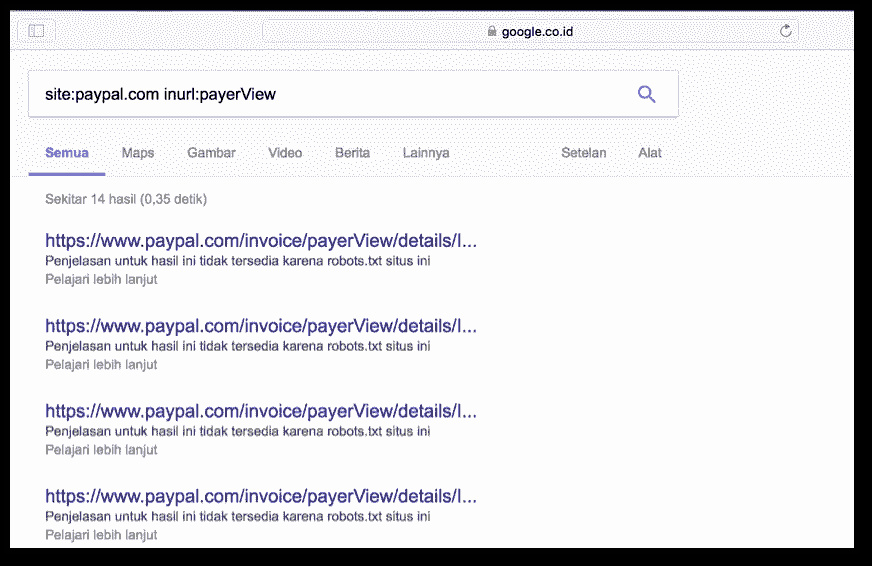 google.co.id
site:paypal.com inurl:payerView
Semua Maps Gambar Video Berita Lainnya Setelan Alat
Sekitar 14 hasil (0,35 detik)
https://www.paypal.com/invoice/payerView/details/I...
Penjelasan untuk hasil ini tidak tersedia karena robots.txt situs ini
Pelajari lebih lanjut
https://www.paypal.com/invoice/payerView/details/I...
Penjelasan untuk hasil ini tidak tersedia karena robots.txt situs ini
Pelajari lebih lanjut
https://www.paypal.com/invoice/payerView/details/I...
Penjelasan untuk hasil ini tidak tersedia karena robots.txt situs ini
Pelajari lebih lanjut
https://www.paypal.com/invoice/payerView/details/I...
Penjelasan untuk hasil ini tidak tersedia karena robots.txt situs ini
Pelajari lebih lanjut